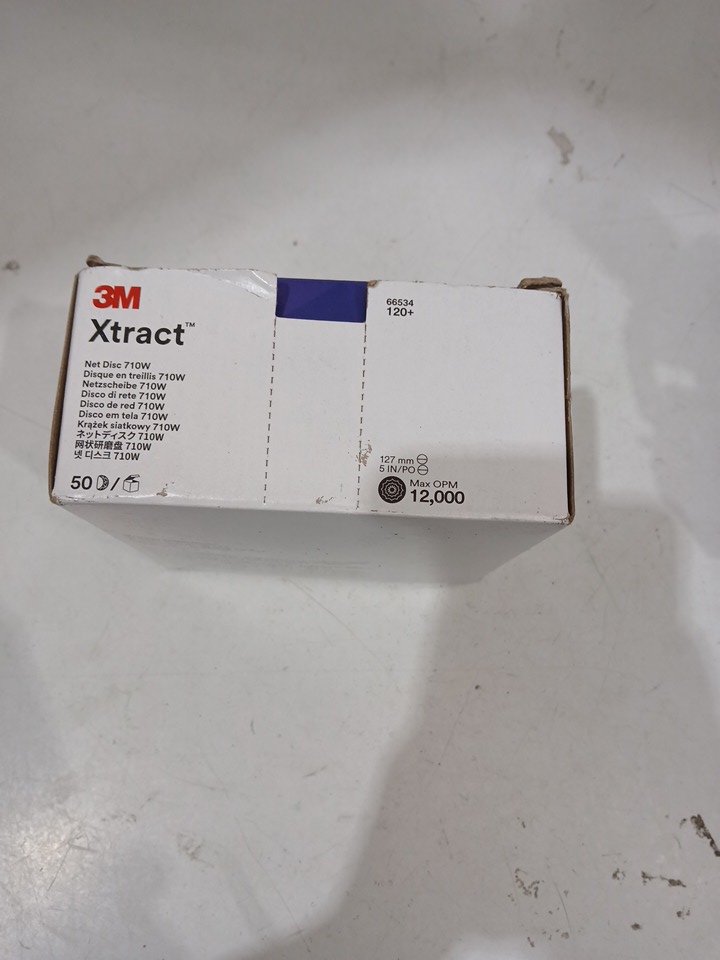 3M
Xtract™
Net Disc 710W
Disque en treillis 710W
Netzscheibe 710W
Disco di rete 710W
Disco de red 710W
Disco em tela 710W
Krążek siatkowy 710W
ネットディスク 710W
网状研磨盘 710W
넷 디스크 710W
50 /
66534
120+
127 mm
5 IN/PO
Max OPM
12,000